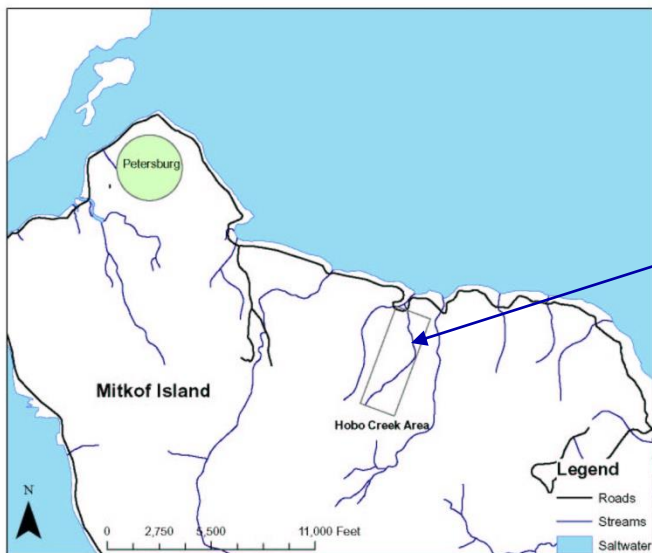 Petersburg
Mitkof Island
Hobo Creek Area
N
0 2,750 5,500 11,000 Feet
Legend
Roads
Streams
Saltwater